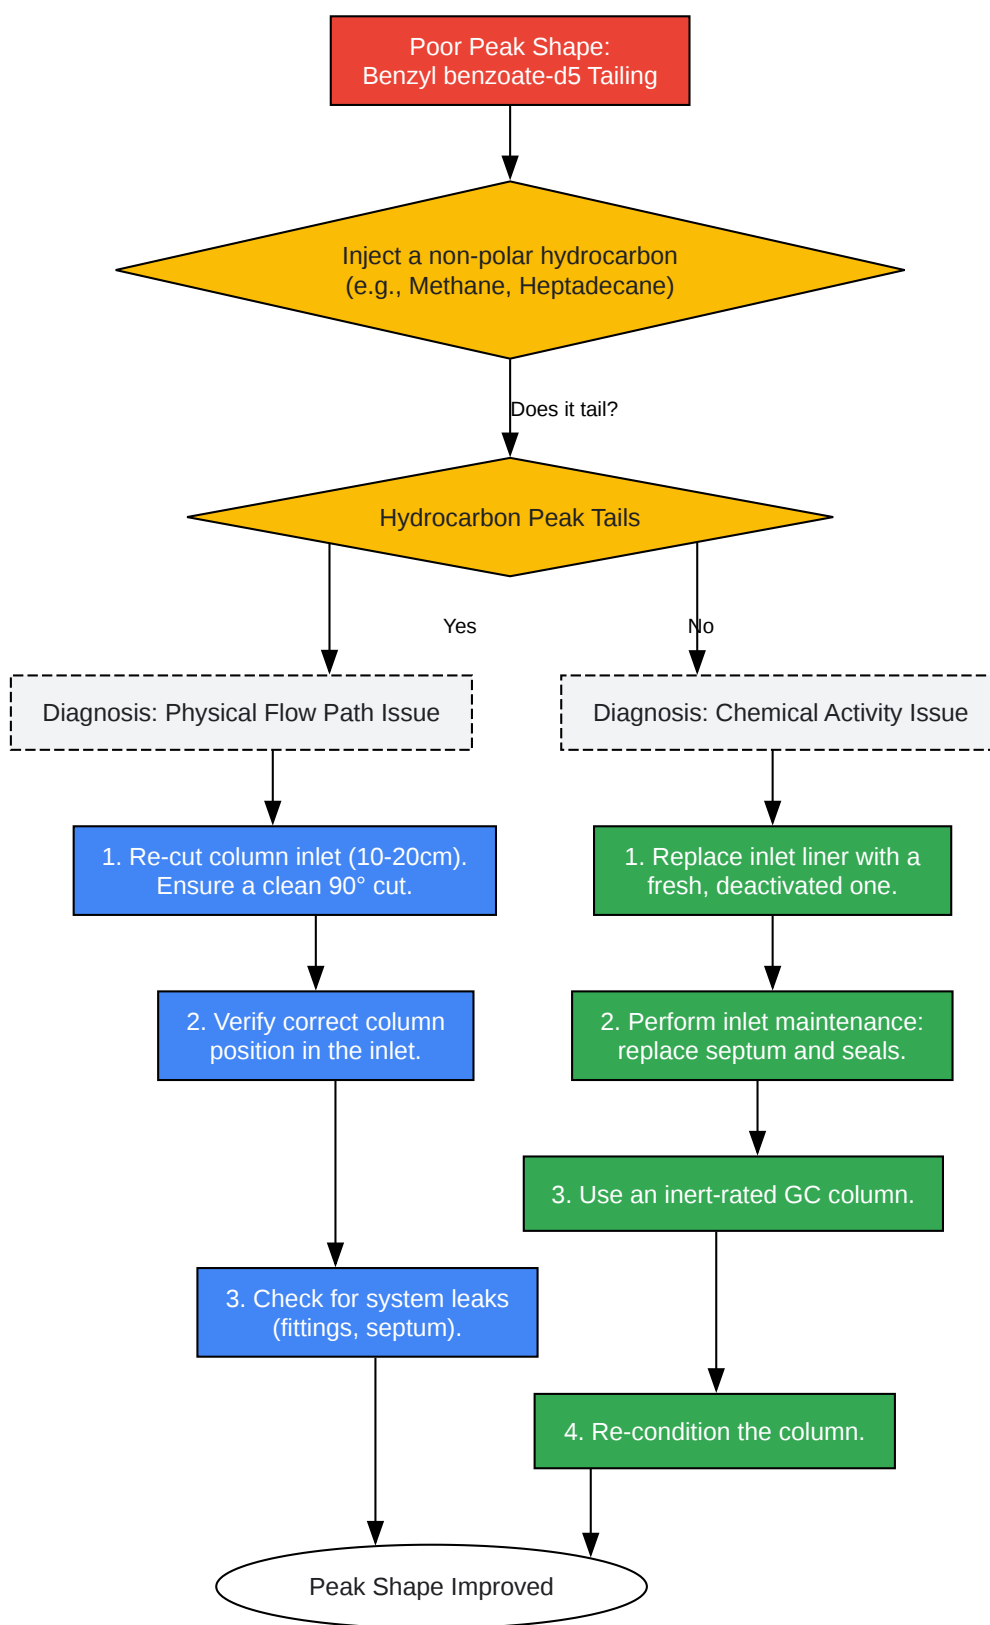 Poor Peak Shape:
Benzyl benzoate-d5 Tailing
Inject a non-polar hydrocarbon
(e.g., Methane, Heptadecane)
Does it tail?
Hydrocarbon Peak Tails
Yes
No
Diagnosis: Physical Flow Path Issue
Diagnosis: Chemical Activity Issue
1. Re-cut column inlet (10-20cm).
Ensure a clean 90° cut.
1. Replace inlet liner with a
fresh, deactivated one.
2. Verify correct column
position in the inlet.
2. Perform inlet maintenance:
replace septum and seals.
3. Use an inert-rated GC column.
3. Check for system leaks
(fittings, septum).
4. Re-condition the column.
Peak Shape Improved